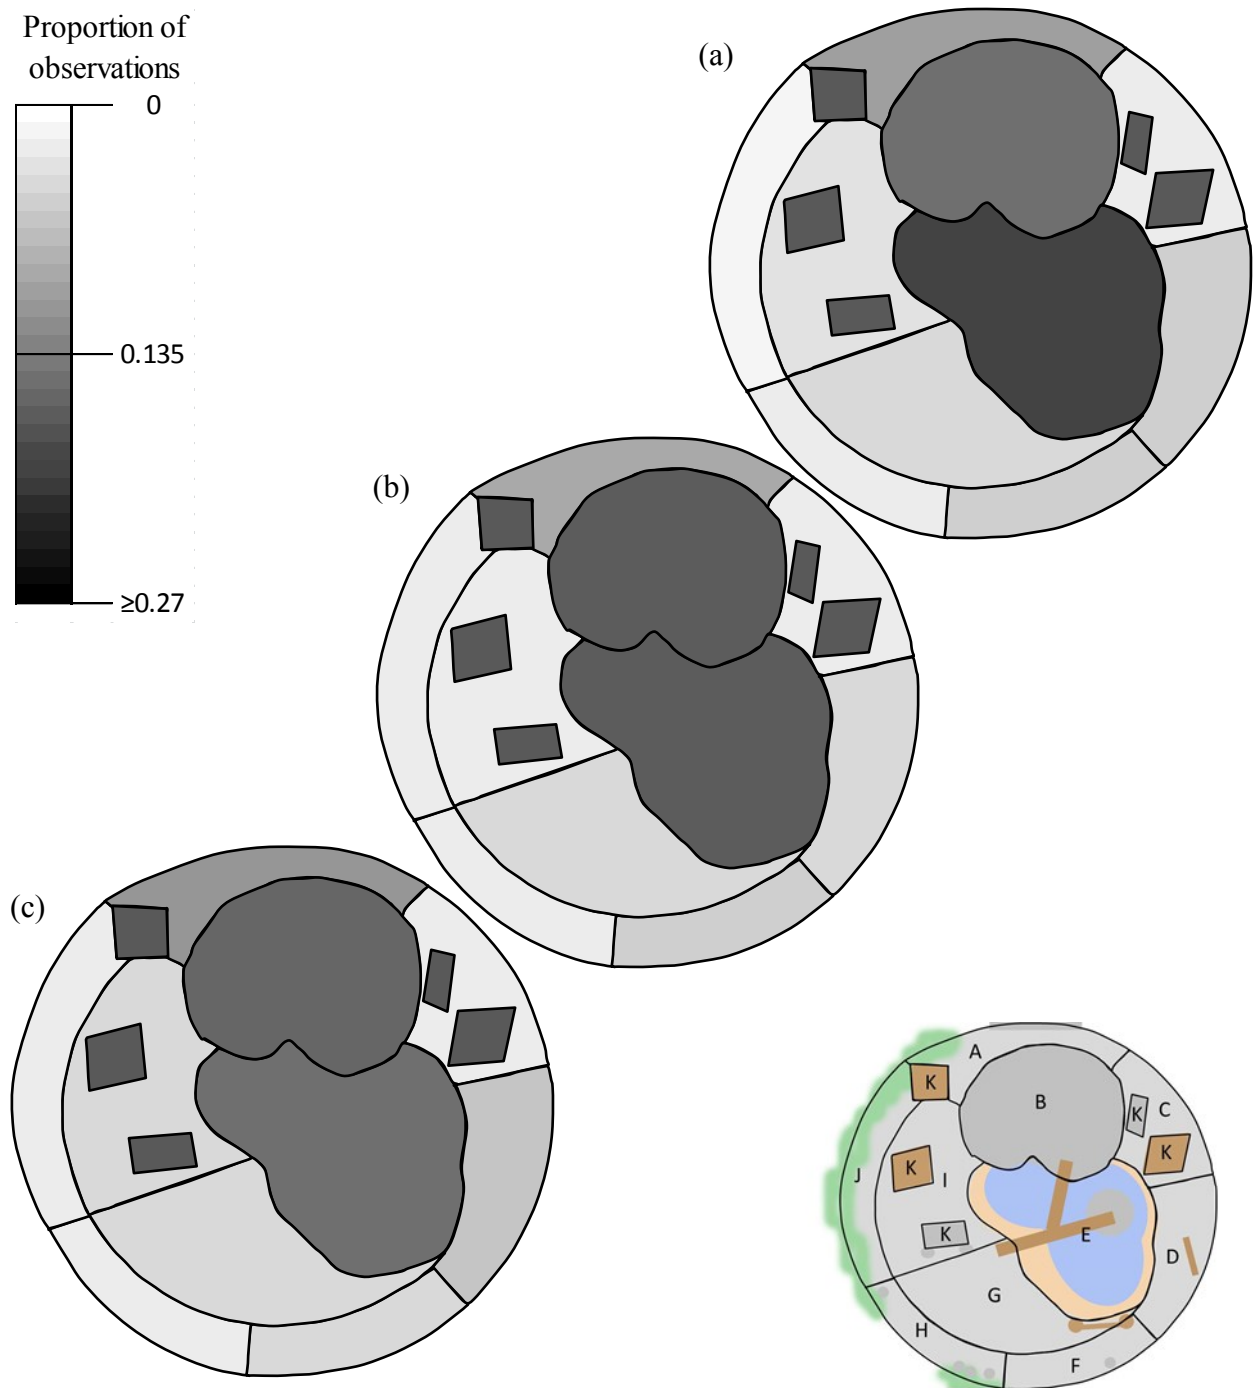 Proportion of
observations
0
0.135
≥0.27
(a)
(b)
(c)
A
K
B
K
C
K
K
J
I
K
E
D
G
H
F